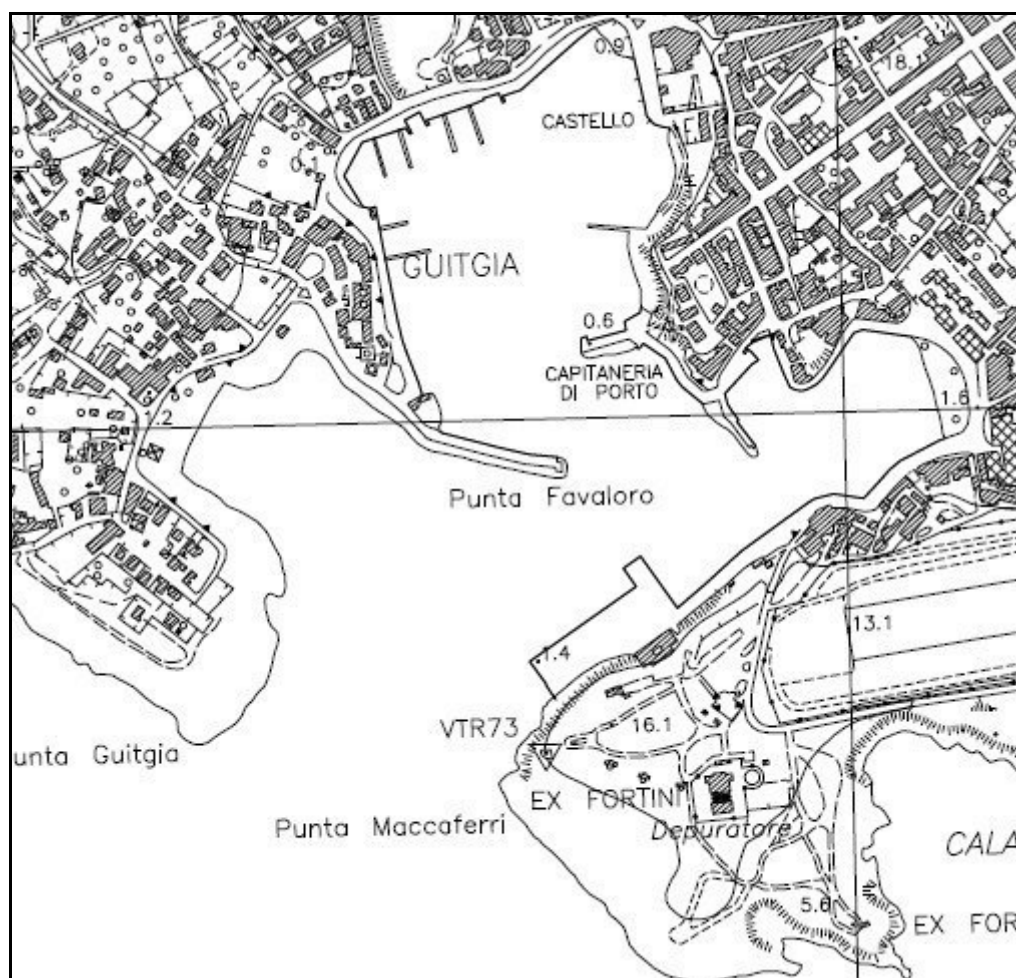 0.9
18.1
CASTELLO
0.1
GUITGIA
0.6
CAPITANERIA
DI PORTO
1.6
.2
Punta Favaloro
13.1
1.4
VTR73
16.1
unta Guitgia
EX FORTINI
Punta Maccaferri
Depuratore
CALA
5.6
EX FOR